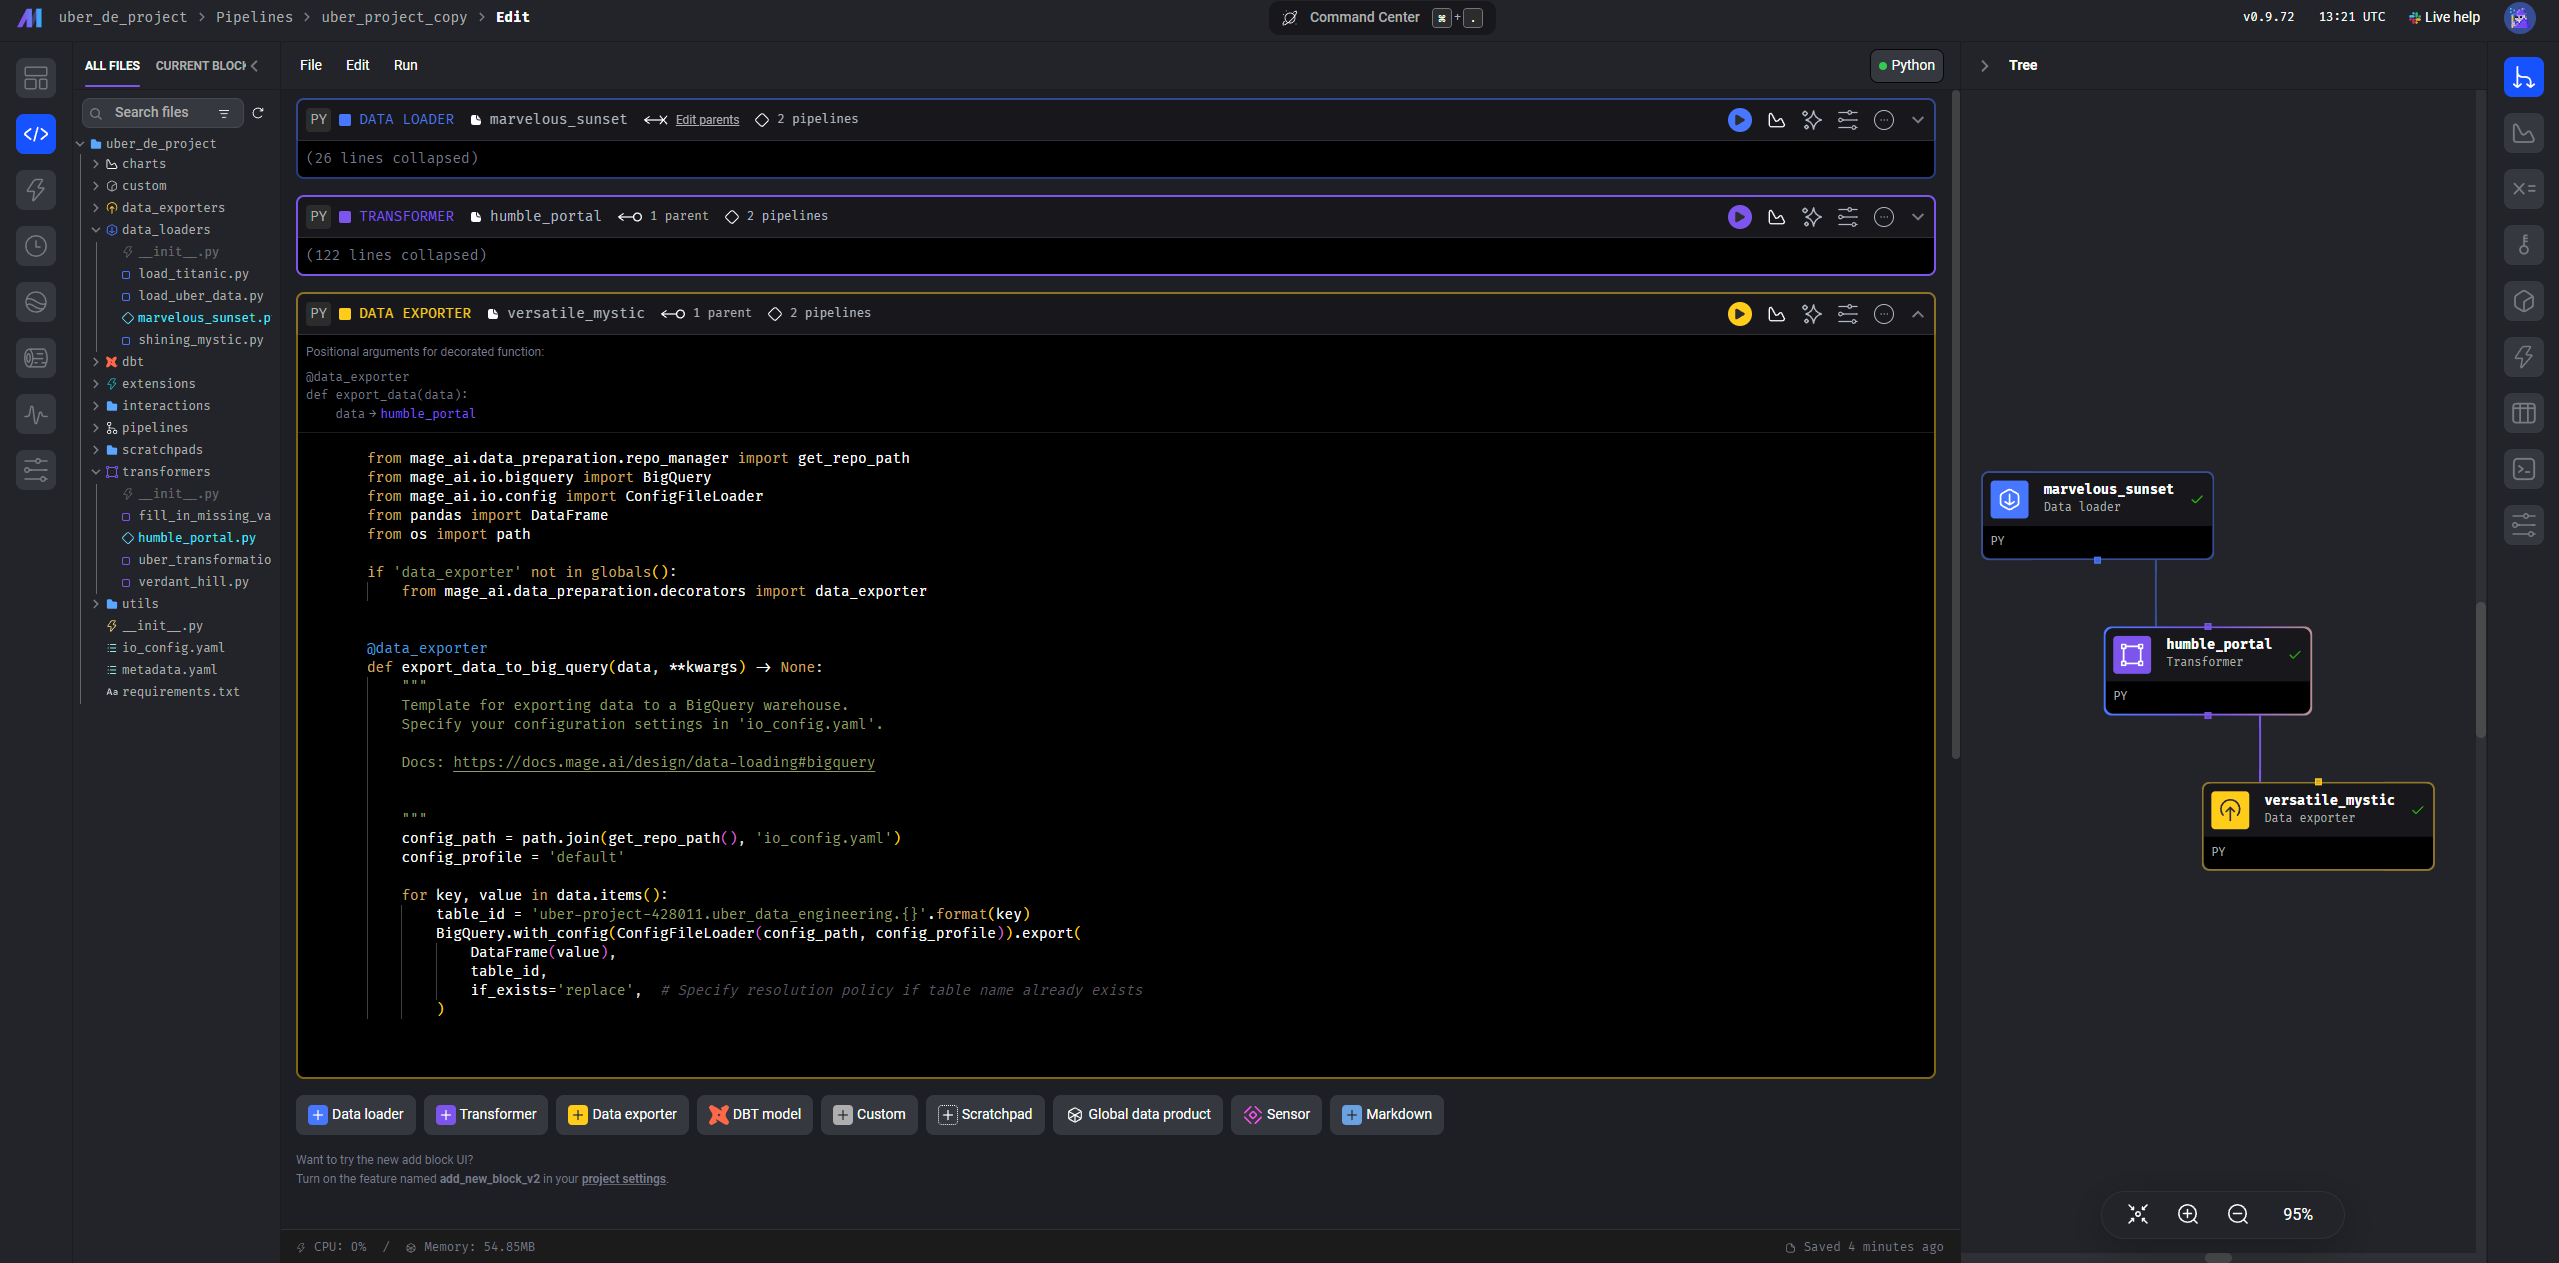 uber_de_project > Pipelines > uber_project_copy > Edit
Command Center ⌘ + .
v0.9.72 13:21 UTC Live help
ALL FILES CURRENT BLOCK
Search files
uber_de_project
charts
custom
data_exporters
data_loaders
__init__.py
load_titanic.py
load_uber_data.py
marvelous_sunset.p
shining_mystic.py
dbt
extensions
interactions
pipelines
scratchpads
transformers
__init__.py
fill_in_missing_va
humble_portal.py
uber_transformatio
verdant_hill.py
utils
__init__.py
io_config.yaml
metadata.yaml
Aa requirements.txt
File Edit Run
Python
PY DATA LOADER marvelous_sunset Edit parents 2 pipelines
(26 lines collapsed)
PY TRANSFORMER humble_portal 1 parent 2 pipelines
(122 lines collapsed)
PY DATA EXPORTER versatile_mystic 1 parent 2 pipelines
Positional arguments for decorated function:
@data_exporter
def export_data(data):
data → humble_portal
from mage_ai.data_preparation.repo_manager import get_repo_path
from mage_ai.io.bigquery import BigQuery
from mage_ai.io.config import ConfigFileLoader
from pandas import DataFrame
from os import path
if 'data_exporter' not in globals():
from mage_ai.data_preparation.decorators import data_exporter
@data_exporter
def export_data_to_big_query(data, **kwargs) -> None:
"""
Template for exporting data to a BigQuery warehouse.
Specify your configuration settings in 'io_config.yaml'.
Docs: https://docs.mage.ai/design/data-loading#bigquery
"""
config_path = path.join(get_repo_path(), 'io_config.yaml')
config_profile = 'default'
for key, value in data.items():
table_id = 'uber-project-428011.uber_data_engineering.{}'.format(key)
BigQuery.with_config(ConfigFileLoader(config_path, config_profile)).export(
DataFrame(value),
table_id,
if_exists='replace', # Specify resolution policy if table name already exists
)
Data loader Transformer Data exporter DBT model Custom Scratchpad Global data product Sensor Markdown
Want to try the new add block UI?
Turn on the feature named add_new_block_v2 in your project settings.
CPU: 0% / Memory: 54.85MB
Saved 4 minutes ago
Tree
marvelous_sunset
Data loader
PY
humble_portal
Transformer
PY
versatile_mystic
Data exporter
PY
95%